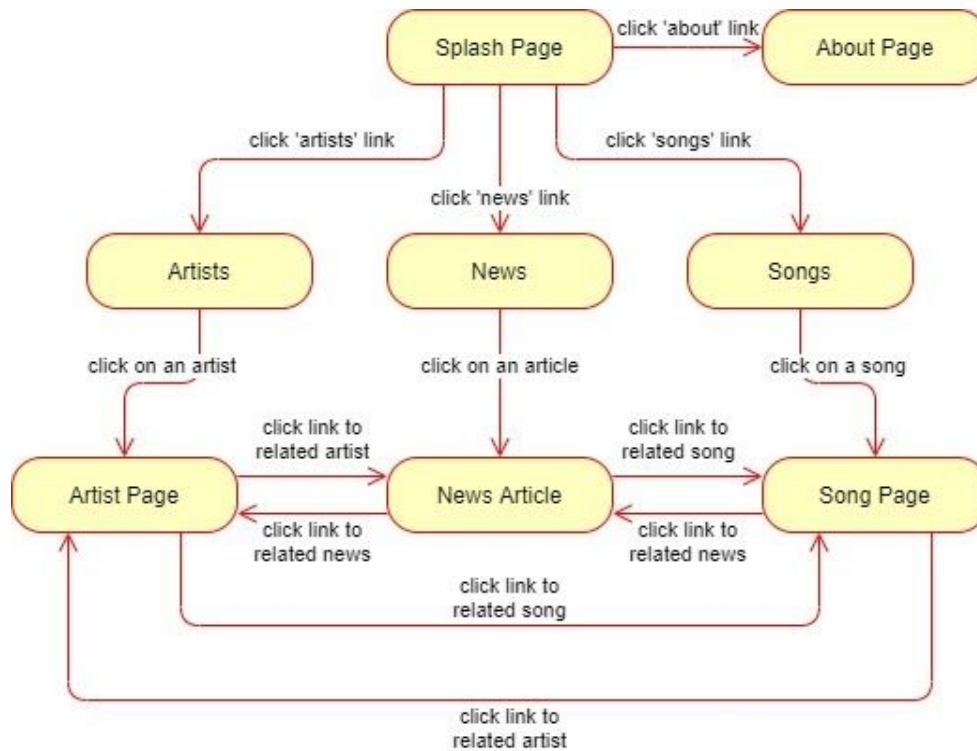 Splash Page
click 'about' link
About Page
click 'artists' link
click 'songs' link
click 'news' link
Artists
News
Songs
click on an artist
click on an article
click on a song
click link to
related artist
click link to
related song
Artist Page
News Article
Song Page
click link to
related news
click link to
related news
click link to
related song
click link to
related artist